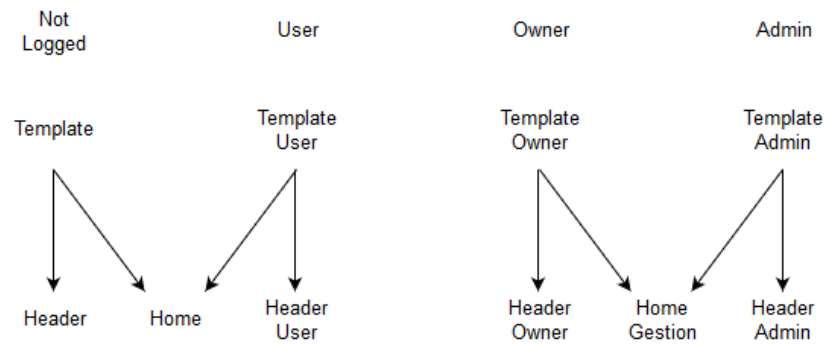 Not
Logged
User
Owner
Admin
Template
Template
User
Template
Owner
Template
Admin
Header
Home
Header
User
Header
Owner
Home
Gestion
Header
Admin